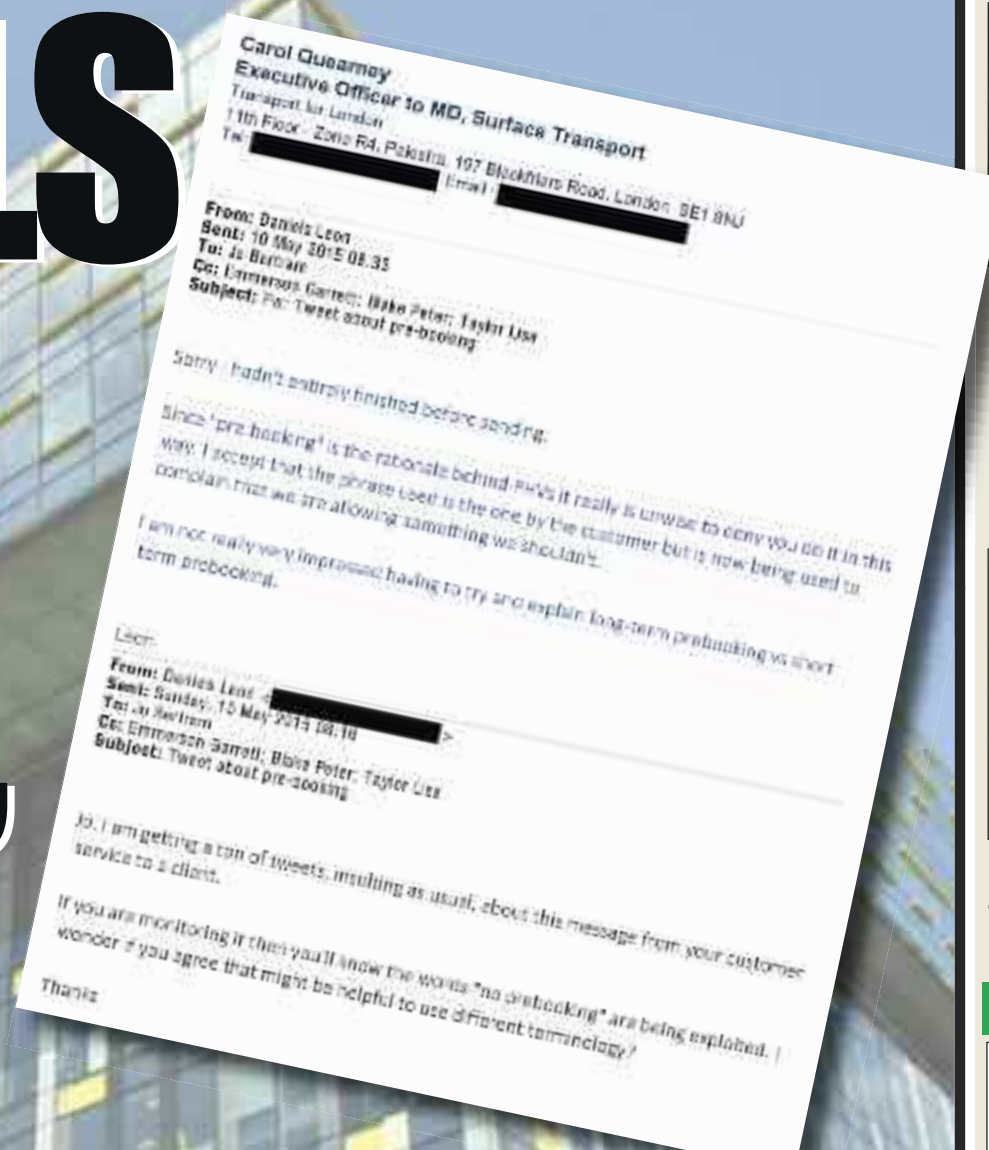 LS
Carol Quearney
Executive Officer to MD, Surface Transport
Transport for London
11th Floor - Zone R4, Palestra, 197 Blackfriars Road, London SE1 8NJ
Tel: Email:
From: Daniels Leon
Sent: 10 May 2015 08:33
To: Jo Bertram
Cc: Emmerson Garrett; Blake Peter; Taylor Lisa
Subject: Tweet about pre-booking
Sorry I hadn't entirely finished before sending.
Since "pre booking" is the rationale behind PHVs it really is unwise to deny you do it in this
way. I accept that the phrase used is the one by the customer but is now being used to
complain that we are allowing something we shouldn't.
I am not really very impressed having to try and explain long-term prebooking vs short
term prebooking.
Leon
From: Daniels Leon < >
Sent: Sunday, 10 May 2015 08:
To: Jo Bertram
Cc: Emmerson Garrett; Blake Peter; Taylor Lisa
Subject: Tweet about pre-booking
Jo. I am getting a ton of tweets, insulting as usual, about this message from your customer
service to a client.
If you are monitoring it then you'll know the words "no prebooking" are being exploited. I
wonder if you agree that might be helpful to use different terminology?
Thanks